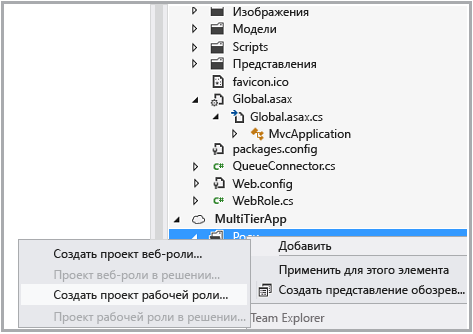 Изображения
Модели
Scripts
Представления
favicon.ico
Global.asax
Global.asax.cs
MvcApplication
packages.config
QueueConnector.cs
Web.config
WebRole.cs
MultiTierApp
Роли
Добавить
Применить для этого элемента
Создать представление обозрев...
Создать проект веб-роли...
Проект веб-роли в решении...
Создать проект рабочей роли...
Проект рабочей роли в решении...
Team Explorer